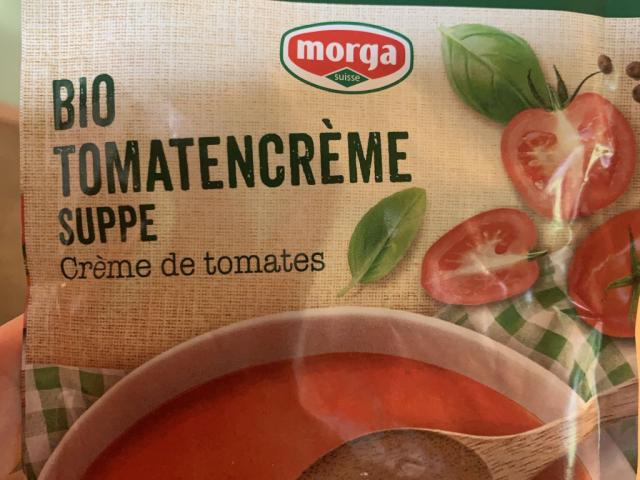 morga
suisse
BIO
TOMATENCRÈME
SUPPE
Crème de tomates